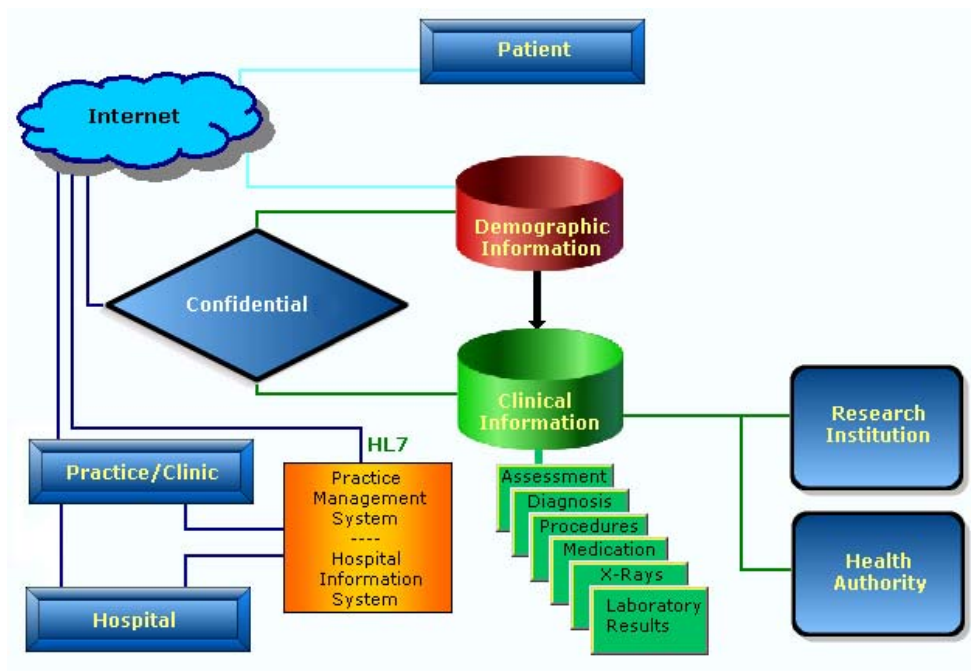 Patient
Internet
Demographic
Information
Confidential
Clinical
Information
Research
Institution
HL7
Practice/Clinic
Practice
Management
System
----
Hospital
Information
System
Assessment
Diagnosis
Procedures
Medication
X-Rays
Laboratory
Results
Health
Authority
Hospital